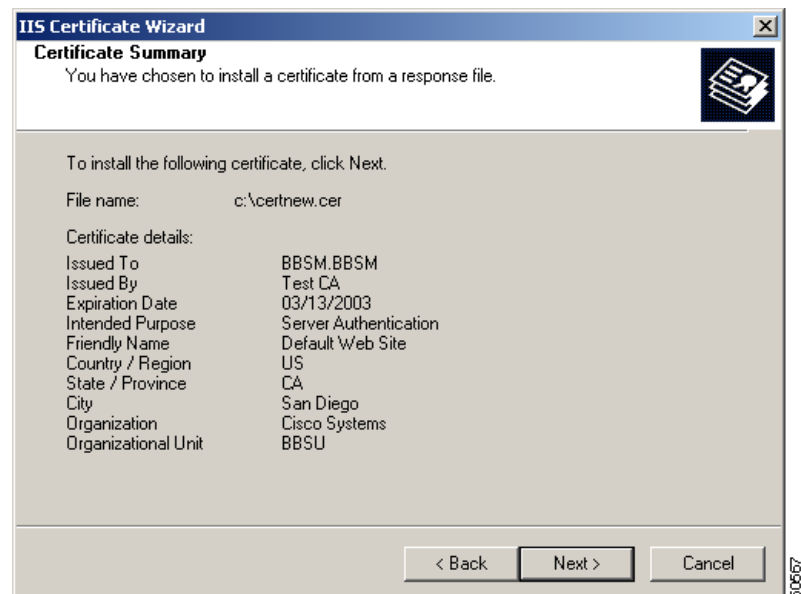 IIS Certificate Wizard
Certificate Summary
You have chosen to install a certificate from a response file.
To install the following certificate, click Next.
File name: c:\certnew.cer
Certificate details:
Issued To BBSM.BBSM
Issued By Test CA
Expiration Date 03/13/2003
Intended Purpose Server Authentication
Friendly Name Default Web Site
Country / Region US
State / Province CA
City San Diego
Organization Cisco Systems
Organizational Unit BBSU
< Back Next > Cancel